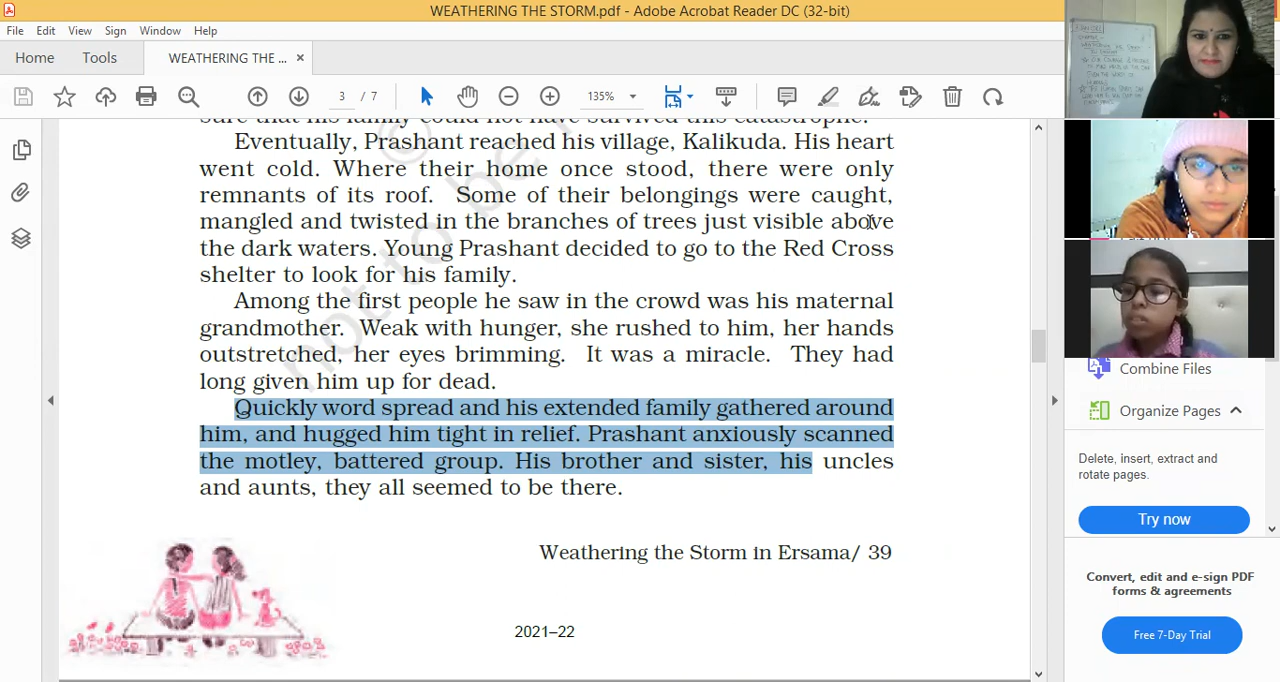 WEATHERING THE STORM.pdf - Adobe Acrobat Reader DC (32-bit)
File Edit View Sign Window Help
Home Tools WEATHERING THE ... ×
3 / 7 135%
sure that his family could not have survived this catastrophe.
Eventually, Prashant reached his village, Kalikuda. His heart
went cold. Where their home once stood, there were only
remnants of its roof. Some of their belongings were caught,
mangled and twisted in the branches of trees just visible above
the dark waters. Young Prashant decided to go to the Red Cross
shelter to look for his family.
Among the first people he saw in the crowd was his maternal
grandmother. Weak with hunger, she rushed to him, her hands
outstretched, her eyes brimming. It was a miracle. They had
long given him up for dead.
Quickly word spread and his extended family gathered around
him, and hugged him tight in relief. Prashant anxiously scanned
the motley, battered group. His brother and sister, his uncles
and aunts, they all seemed to be there.
Weathering the Storm in Ersama/ 39
2021–22
© not to be
Combine Files
Organize Pages
Delete, insert, extract and
rotate pages.
Try now
Convert, edit and e-sign PDF
forms & agreements
Free 7-Day Trial